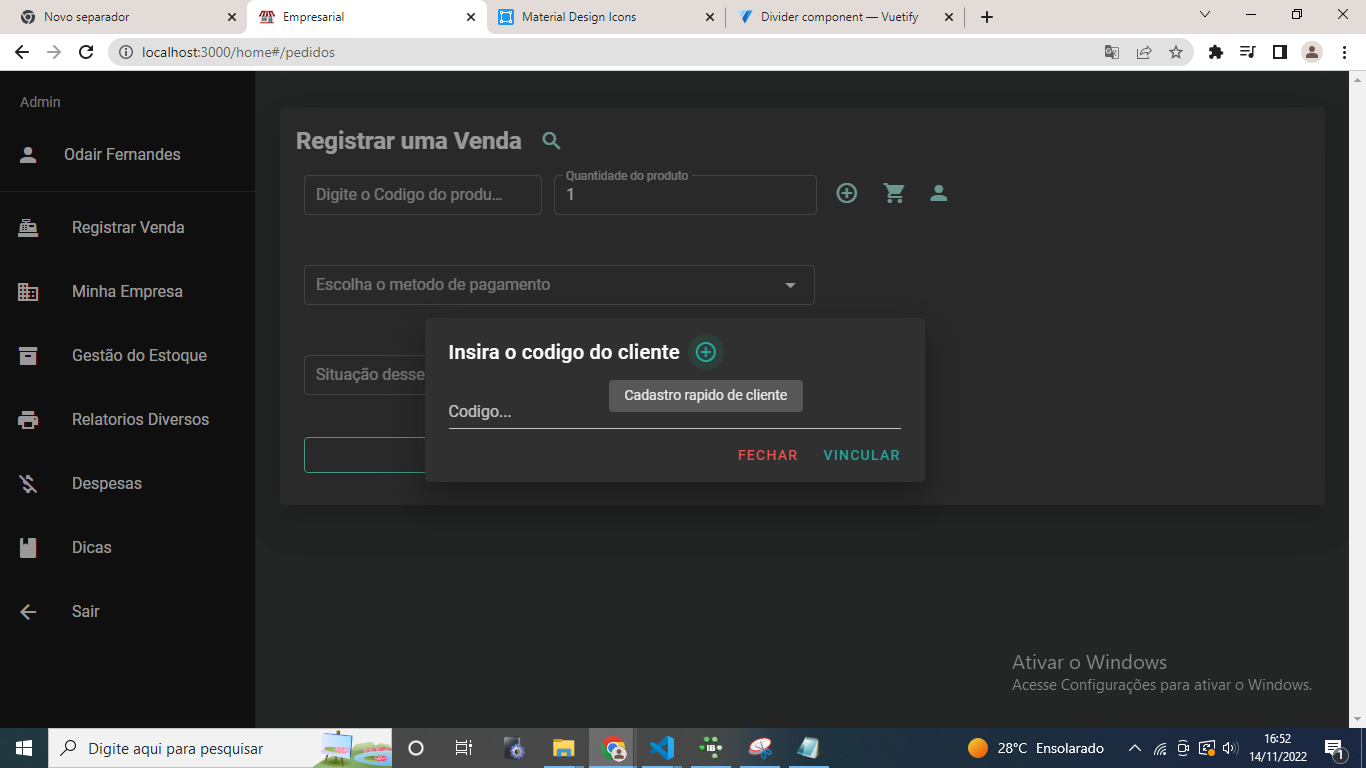 Novo separador
Empresarial
Material Design Icons
Divider component — Vuetify
localhost:3000/home#/pedidos
Admin
Odair Fernandes
Registrar Venda
Minha Empresa
Gestão do Estoque
Relatorios Diversos
Despesas
Dicas
Sair
Registrar uma Venda
Digite o Codigo do produ...
Quantidade do produto
1
Escolha o metodo de pagamento
Situação desse
Insira o codigo do cliente
Cadastro rapido de cliente
Codigo...
FECHAR
VINCULAR
Ativar o Windows
Acesse Configurações para ativar o Windows.
Digite aqui para pesquisar
IB+
28°C Ensolarado
16:52
14/11/2022
1